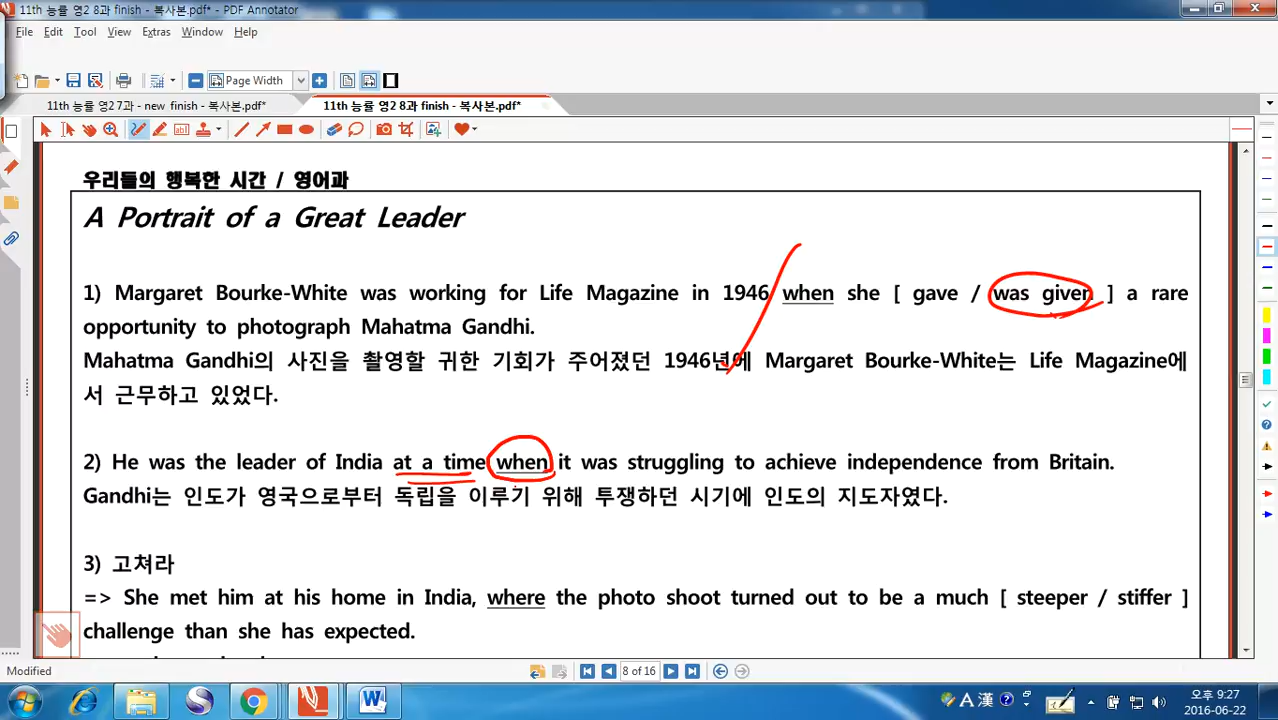 11th 능률 영2 8과 finish - 복사본.pdf* - PDF Annotator
File Edit Tool View Extras Window Help
Page Width
11th 능률 영2 7과 - new finish - 복사본.pdf* 11th 능률 영2 8과 finish - 복사본.pdf*
우리들의 행복한 시간 / 영어과
A Portrait of a Great Leader
1) Margaret Bourke-White was working for Life Magazine in 1946 when she [ gave / was given ] a rare
opportunity to photograph Mahatma Gandhi.
Mahatma Gandhi의 사진을 촬영할 귀한 기회가 주어졌던 1946년에 Margaret Bourke-White는 Life Magazine에
서 근무하고 있었다.
2) He was the leader of India at a time when it was struggling to achieve independence from Britain.
Gandhi는 인도가 영국으로부터 독립을 이루기 위해 투쟁하던 시기에 인도의 지도자였다.
3) 고쳐라
=> She met him at his home in India, where the photo shoot turned out to be a much [ steeper / stiffer ]
challenge than she has expected.
Modified 8 of 16
A 漢 오후 9:27
2016-06-22